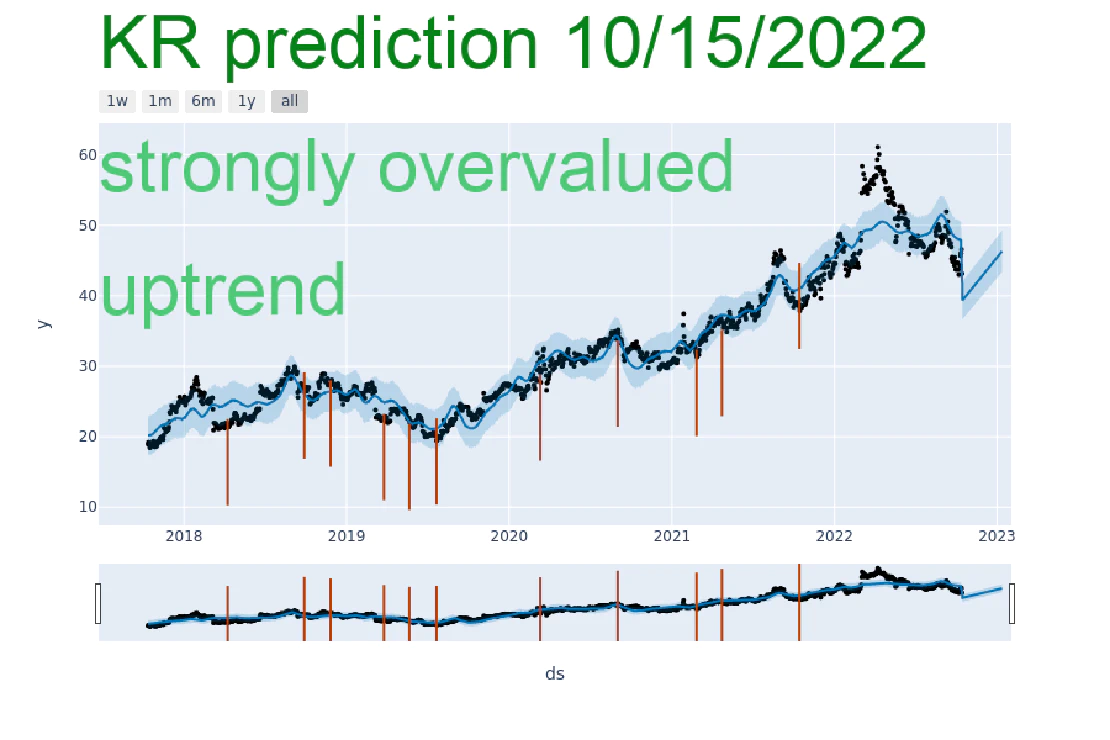 KR prediction 10/15/2022
1w 1m 6m 1y all
strongly overvalued
uptrend
60
50
40
30
20
10
y
2018 2019 2020 2021 2022 2023
ds